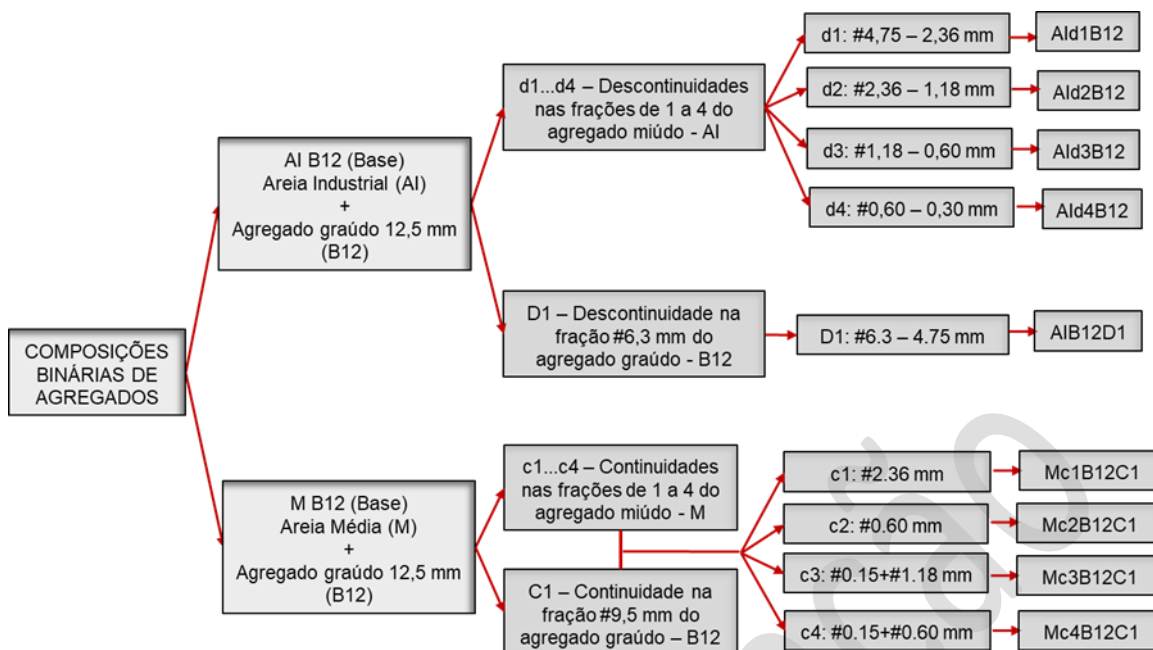 COMPOSIÇÕES
BINÁRIAS DE
AGREGADOS
AI B12 (Base)
Areia Industrial (AI)
+
Agregado graúdo 12,5 mm
(B12)
d1...d4 – Descontinuidades
nas frações de 1 a 4 do
agregado miúdo - AI
d1: #4,75 – 2,36 mm
AId1B12
d2: #2,36 – 1,18 mm
AId2B12
d3: #1,18 – 0,60 mm
AId3B12
d4: #0,60 – 0,30 mm
AId4B12
D1 – Descontinuidade na
fração #6,3 mm do
agregado graúdo - B12
D1: #6.3 – 4.75 mm
AIB12D1
M B12 (Base)
Areia Média (M)
+
Agregado graúdo 12,5 mm
(B12)
c1...c4 – Continuidades
nas frações de 1 a 4 do
agregado miúdo - M
C1 – Continuidade na
fração #9,5 mm do
agregado graúdo – B12
c1: #2.36 mm
Mc1B12C1
c2: #0.60 mm
Mc2B12C1
c3: #0.15+#1.18 mm
Mc3B12C1
c4: #0.15+#0.60 mm
Mc4B12C1